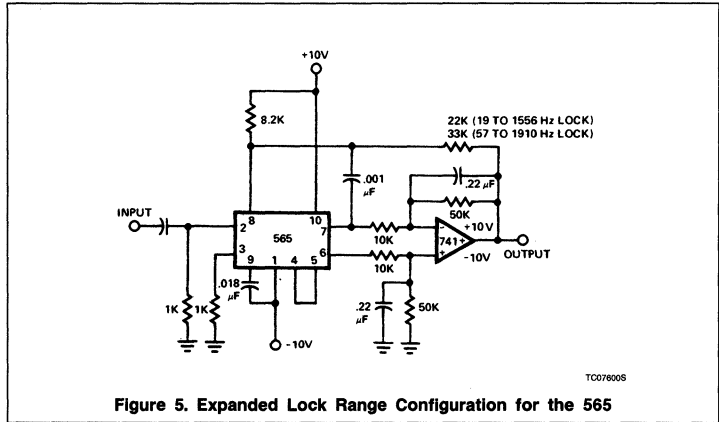 +10V
8.2K
22K (19 TO 1556 Hz LOCK)
33K (57 TO 1910 Hz LOCK)
.001
µF
.22 µF
50K
INPUT
8
10
2
7
565
3
6
9
1
4
5
10K
10K
-
+10V
741+
+
-10V
OUTPUT
.018
µF
1K
1K
.22
µF
50K
-10V
TC07600S
Figure 5. Expanded Lock Range Configuration for the 565